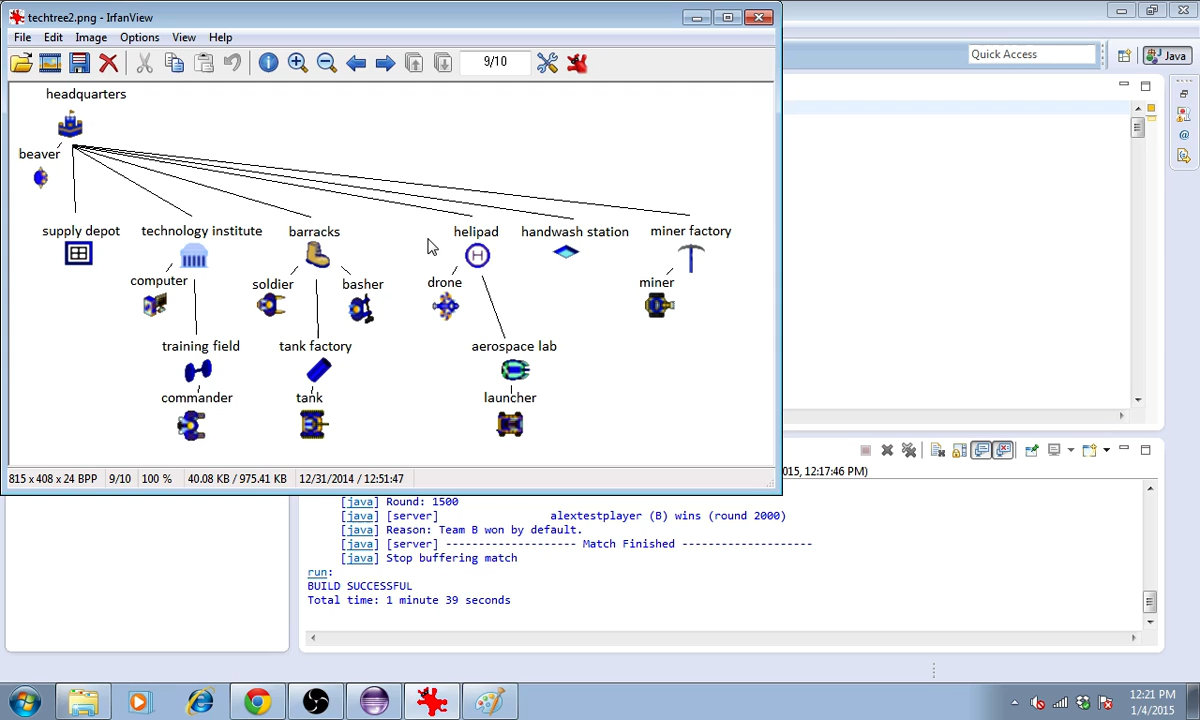 techtree2.png - IrfanView
File Edit Image Options View Help
9/10
Quick Access
Java
headquarters
beaver
supply depot technology institute barracks helipad handwash station miner factory
H
computer soldier basher drone miner
training field tank factory aerospace lab
commander tank launcher
815 x 408 x 24 BPP 9/10 100 % 40.08 KB / 975.41 KB 12/31/2014 / 12:51:47
015, 12:17:46 PM)
[java] Round: 1500
[java] [server] alextestplayer (B) wins (round 2000)
[java] Reason: Team B won by default.
[java] [server] -------------------- Match Finished --------------------
[java] Stop buffering match
run:
BUILD SUCCESSFUL
Total time: 1 minute 39 seconds
12:21 PM
1/4/2015